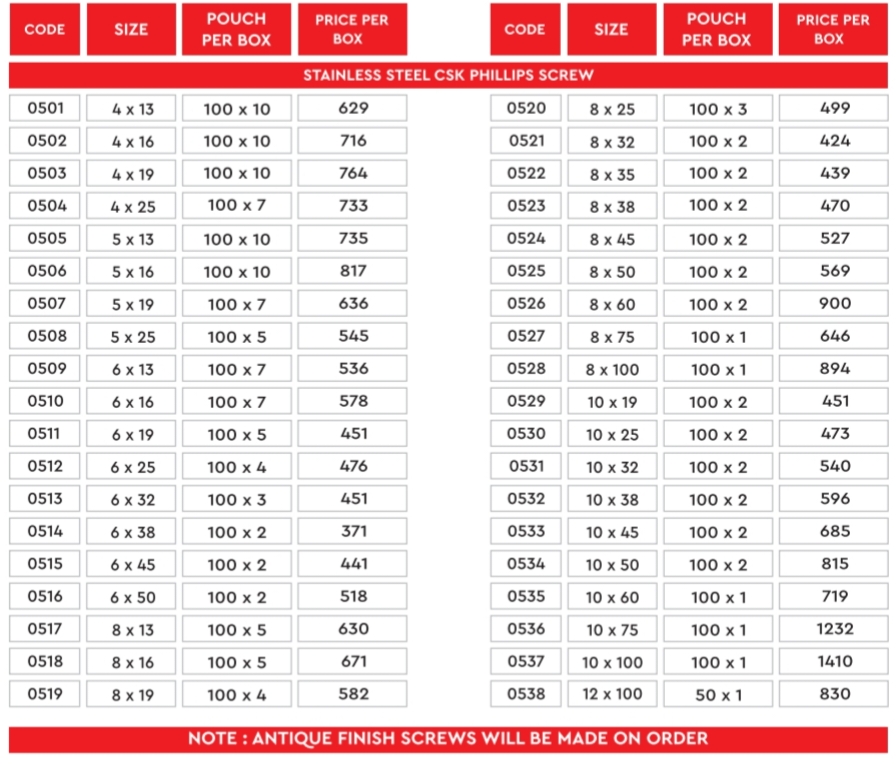 CODE SIZE POUCH PER BOX PRICE PER BOX CODE SIZE POUCH PER BOX PRICE PER BOX
STAINLESS STEEL CSK PHILLIPS SCREW
0501 4 x 13 100 x 10 629 0520 8 x 25 100 x 3 499
0502 4 x 16 100 x 10 716 0521 8 x 32 100 x 2 424
0503 4 x 19 100 x 10 764 0522 8 x 35 100 x 2 439
0504 4 x 25 100 x 7 733 0523 8 x 38 100 x 2 470
0505 5 x 13 100 x 10 735 0524 8 x 45 100 x 2 527
0506 5 x 16 100 x 10 817 0525 8 x 50 100 x 2 569
0507 5 x 19 100 x 7 636 0526 8 x 60 100 x 2 900
0508 5 x 25 100 x 5 545 0527 8 x 75 100 x 1 646
0509 6 x 13 100 x 7 536 0528 8 x 100 100 x 1 894
0510 6 x 16 100 x 7 578 0529 10 x 19 100 x 2 451
0511 6 x 19 100 x 5 451 0530 10 x 25 100 x 2 473
0512 6 x 25 100 x 4 476 0531 10 x 32 100 x 2 540
0513 6 x 32 100 x 3 451 0532 10 x 38 100 x 2 596
0514 6 x 38 100 x 2 371 0533 10 x 45 100 x 2 685
0515 6 x 45 100 x 2 441 0534 10 x 50 100 x 2 815
0516 6 x 50 100 x 2 518 0535 10 x 60 100 x 1 719
0517 8 x 13 100 x 5 630 0536 10 x 75 100 x 1 1232
0518 8 x 16 100 x 5 671 0537 10 x 100 100 x 1 1410
0519 8 x 19 100 x 4 582 0538 12 x 100 50 x 1 830
NOTE : ANTIQUE FINISH SCREWS WILL BE MADE ON ORDER